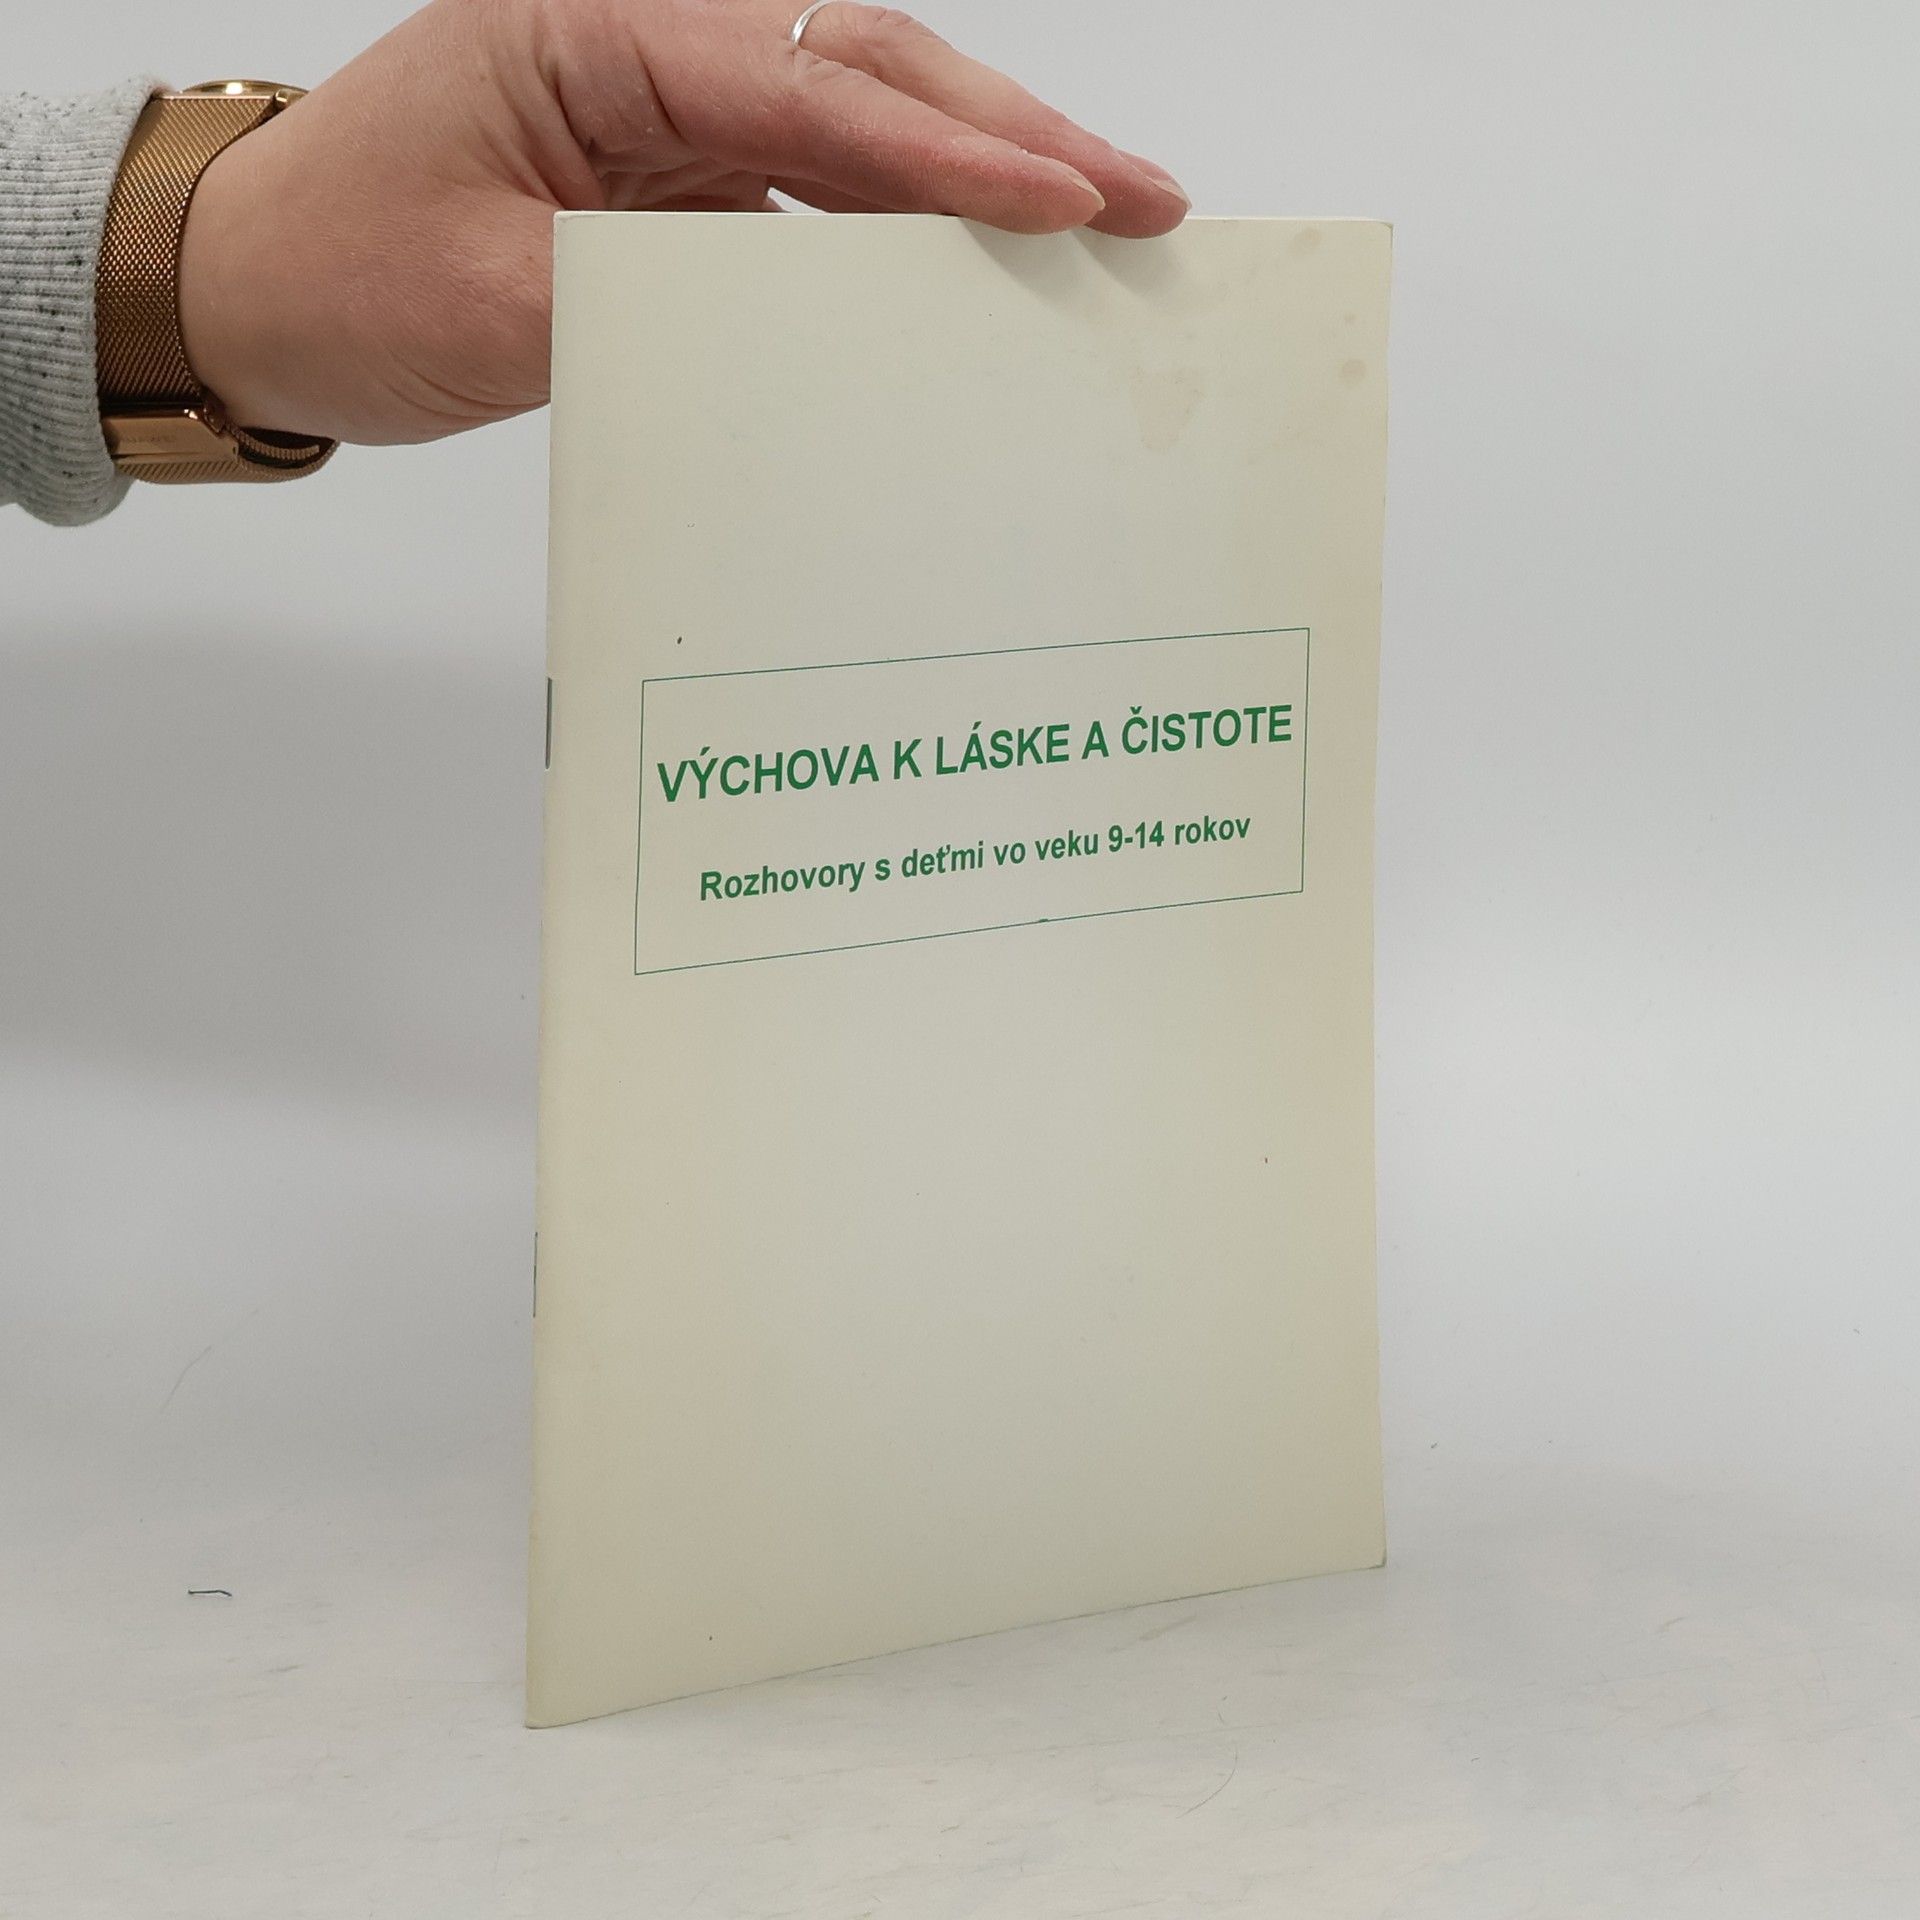 VÝCHOVA K LÁSKE A ČISTOTE
Rozhovory s deťmi vo veku 9-14 rokov